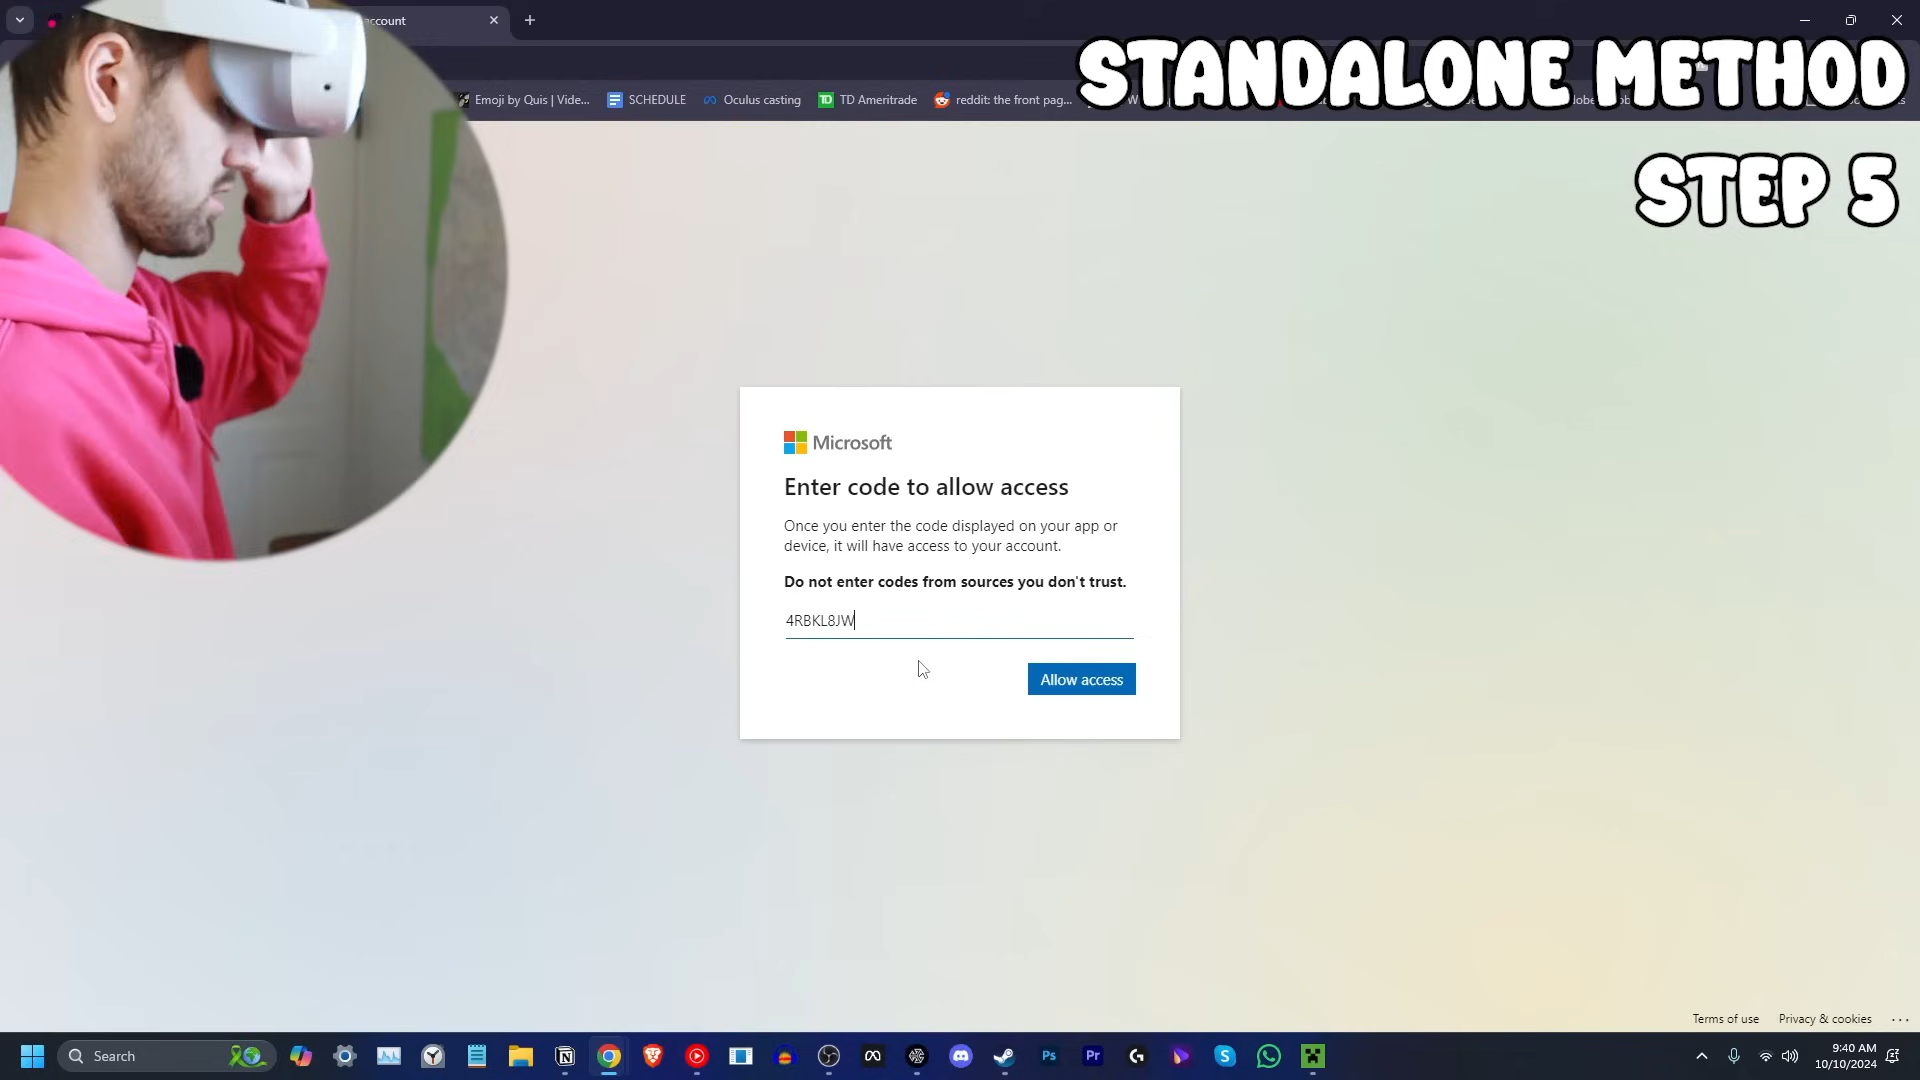 account
STANDALONE METHOD
Emoji by Quis | Vide...
SCHEDULE
Oculus casting
TD Ameritrade
reddit: the front pag...
STEP 5
Microsoft
Enter code to allow access
Once you enter the code displayed on your app or
device, it will have access to your account.
Do not enter codes from sources you don't trust.
4RBKL8JW
Allow access
Terms of use
Privacy & cookies
Search
Ps
Pr
9:40 AM
10/10/2024